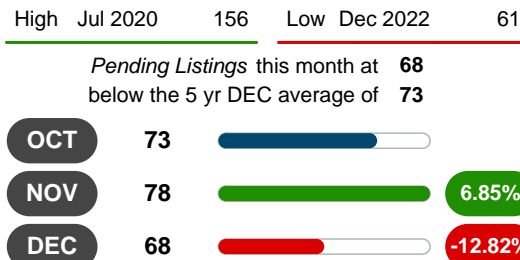 High Jul 2020 156 Low Dec 2022 61
Pending Listings this month at 68
below the 5 yr DEC average of 73
OCT 73
NOV 78 6.85%
DEC 68 -12.82%